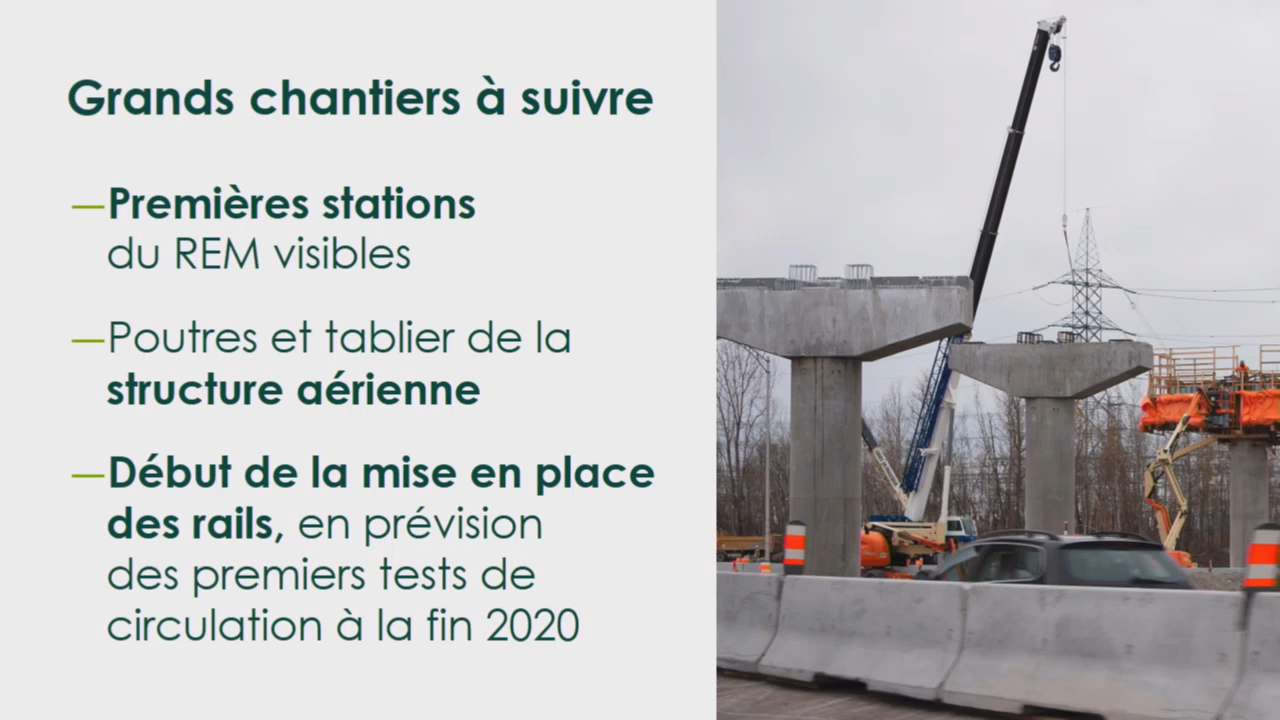 Grands chantiers à suivre
—Premières stations
du REM visibles
—Poutres et tablier de la
structure aérienne
—Début de la mise en place
des rails, en prévision
des premiers tests de
circulation à la fin 2020